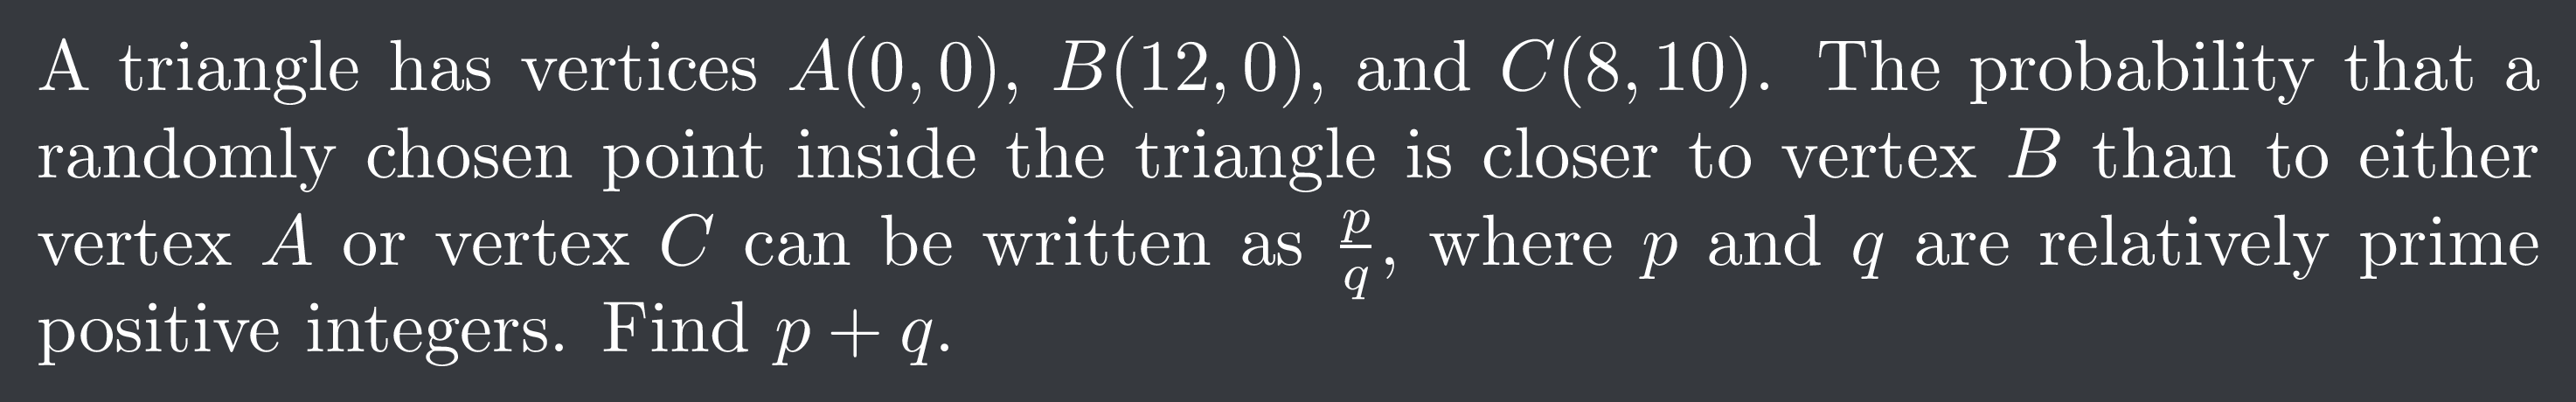 A triangle has vertices A(0, 0), B(12, 0), and C(8, 10). The probability that a
randomly chosen point inside the triangle is closer to vertex B than to either
vertex A or vertex C can be written as \frac{p}{q}, where p and q are relatively prime
positive integers. Find p + q.